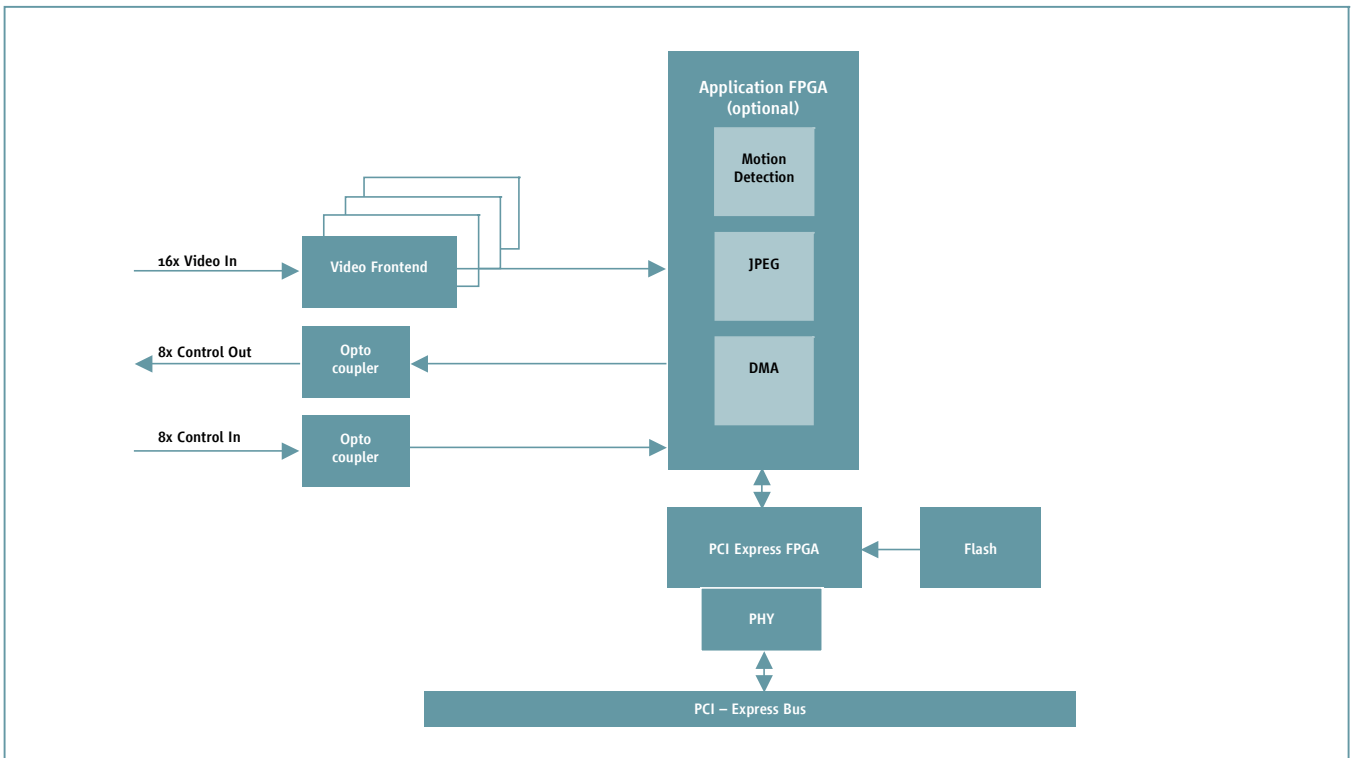 Application FPGA
(optional)
Motion
Detection
16x Video In
Video Frontend
JPEG
8x Control Out
Opto
coupler
DMA
8x Control In
Opto
coupler
PCI Express FPGA
Flash
PHY
PCI – Express Bus